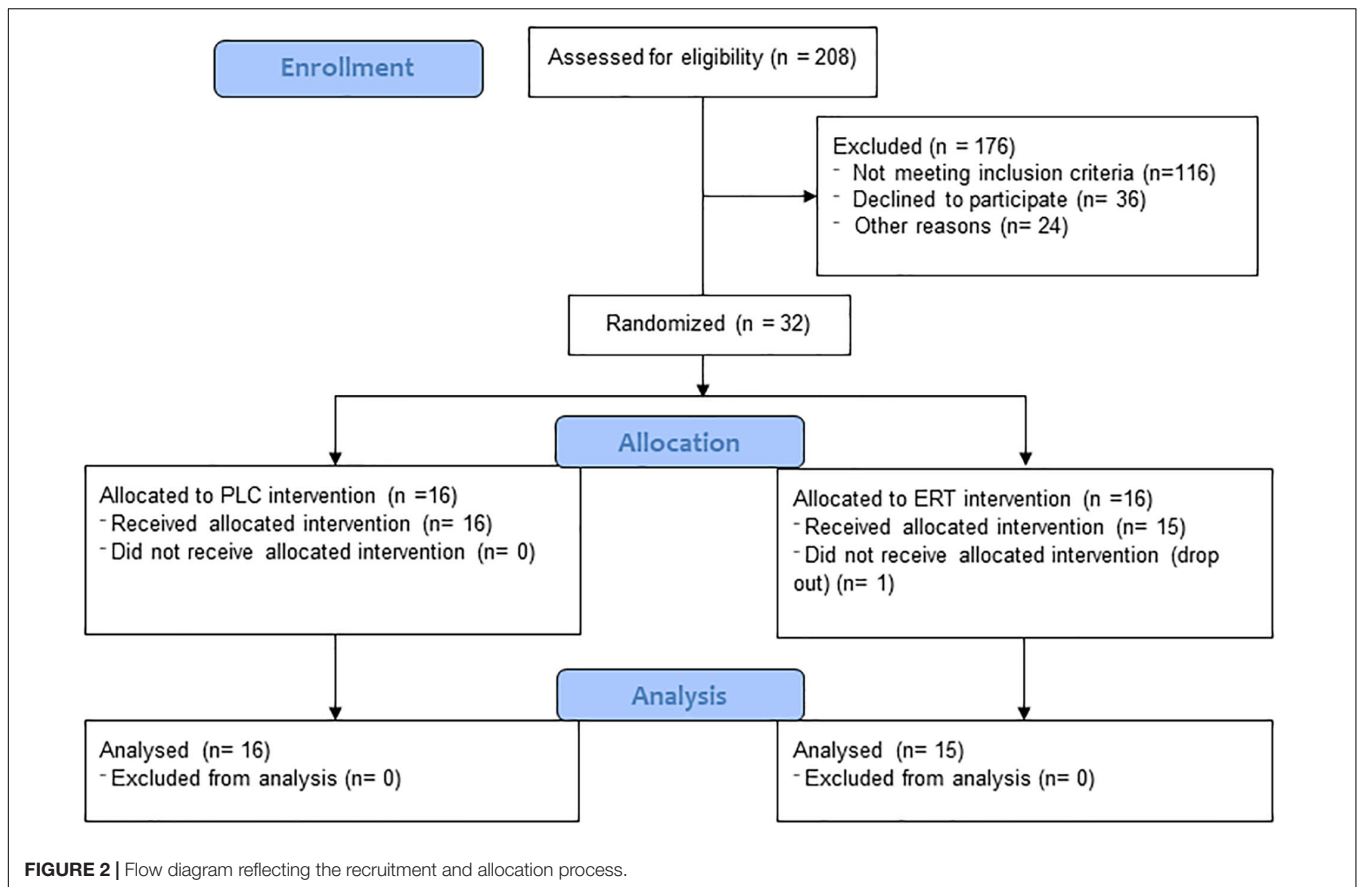 Enrollment
Assessed for eligibility (n = 208)
Excluded (n = 176)
- Not meeting inclusion criteria (n=116)
- Declined to participate (n= 36)
- Other reasons (n= 24)
Randomized (n = 32)
Allocation
Allocated to PLC intervention (n =16)
- Received allocated intervention (n= 16)
- Did not receive allocated intervention (n= 0)
Allocated to ERT intervention (n =16)
- Received allocated intervention (n= 15)
- Did not receive allocated intervention (drop
out) (n= 1)
Analysis
Analysed (n= 16)
- Excluded from analysis (n= 0)
Analysed (n= 15)
- Excluded from analysis (n= 0)
FIGURE 2 | Flow diagram reflecting the recruitment and allocation process.